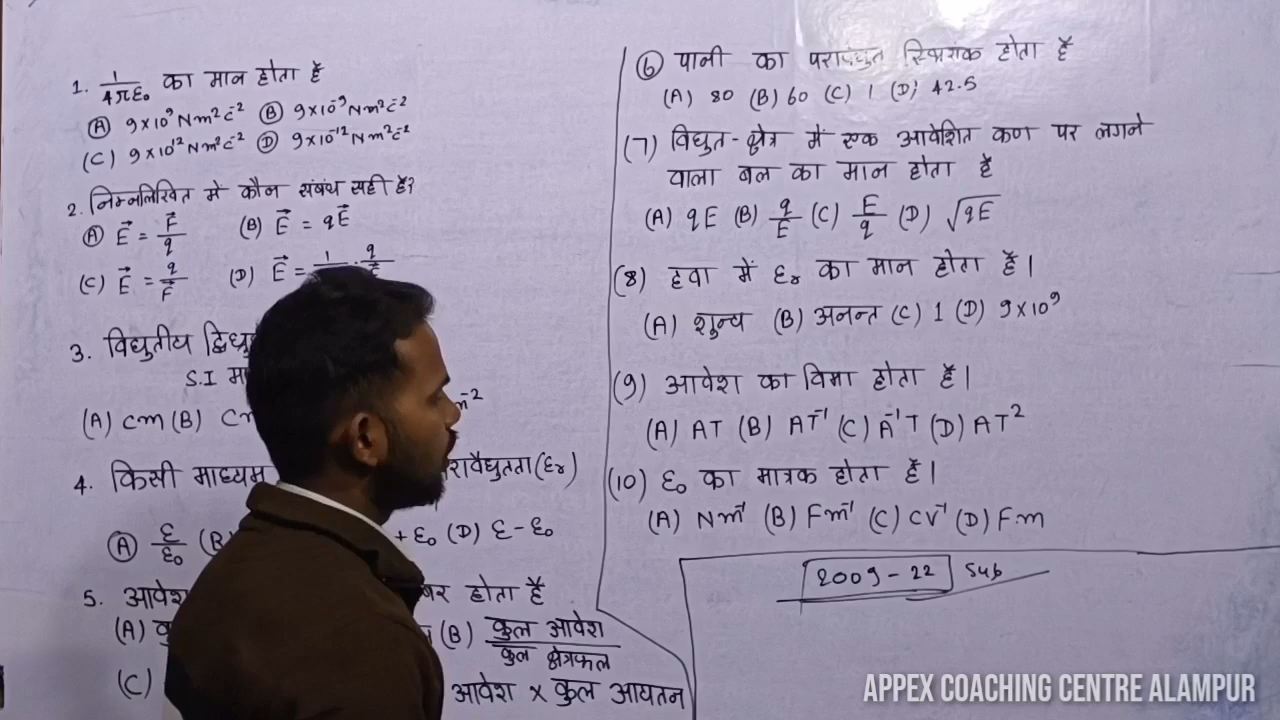 1. 1/4πε₀ का मान होता है
(A) 9×10⁹ Nm²C⁻² (B) 9×10⁻⁹ Nm²C⁻²
(C) 9×10¹² Nm²C⁻² (D) 9×10⁻¹² Nm²C⁻²
2. निम्नलिखित में कौन संबंध सही है?
(A) E⃗ = F⃗/q (B) E⃗ = qE⃗
(C) E⃗ = q/F⃗ (D) E⃗ =
3. विद्युतीय
S.I
(A) cm (B)
4. किसी माध्यम परावैद्युतता (εr)
(A) ε/ε₀ (B) + ε₀ (D) ε - ε₀
5. आवेश होता है
(A) (B) कुल आवेश/कुल क्षेत्रफल
(C) आवेश × कुल आयतन
(6) पानी का परावैद्युत होता है
(A) 80 (B) 60 (C) 1 (D) 42.5
(7) विद्युत-क्षेत्र में एक आवेशित कण पर लगने
वाला बल का मान होता है
(A) qE (B) q/E (C) E/q (D) √qE
(8) हवा में εr का मान होता है।
(A) शुन्य (B) अनन्त (C) 1 (D) 9×10⁹
(9) आवेश का विमा होता है।
(A) AT (B) AT⁻¹ (C) A⁻¹T (D) AT²
(10) ε₀ का मात्रक होता है।
(A) Nm⁻¹ (B) Fm⁻¹ (C) CV⁻¹ (D) F.m
2009-22 Sub
APPEX COACHING CENTRE ALAMPUR